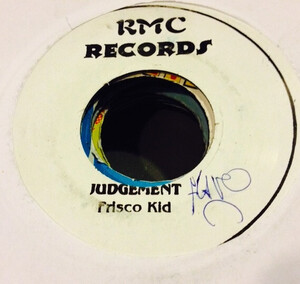 RMC
RECORDS
JUDGEMENT
Frisco Kid